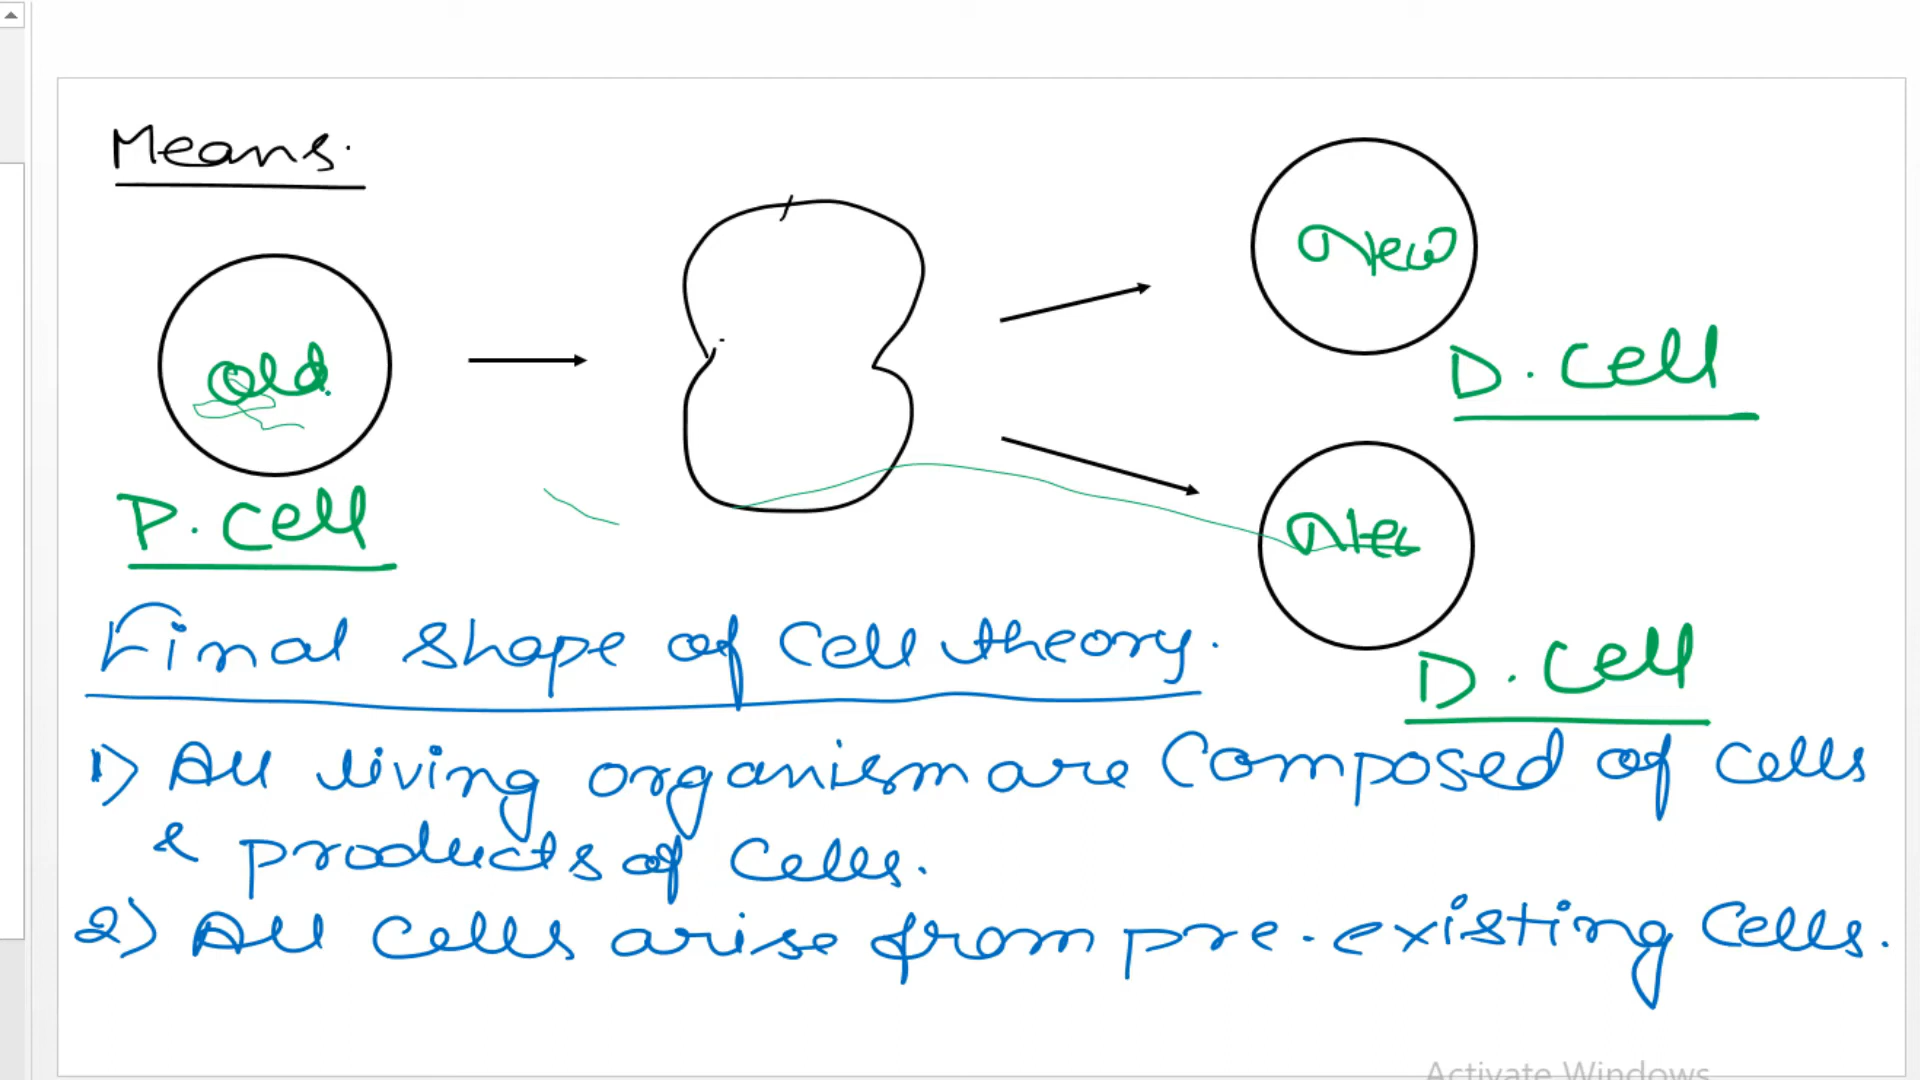 Means.
old.
P. Cell
New
D. Cell
New
D. Cell
Final shape of Cell theory.
1) All living organism are Composed of cells
& products of Cells.
2) All Cells arise from pre-existing Cells.
Activate Windows